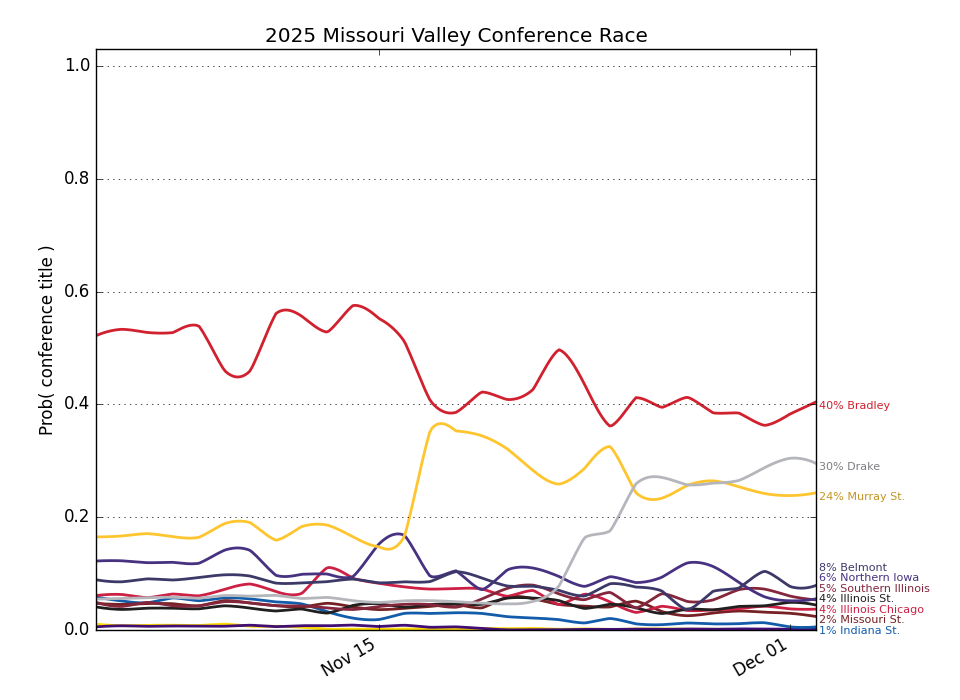 2025 Missouri Valley Conference Race
Prob( conference title )
1.0
0.8
0.6
0.4
0.2
0.0
Nov 15
Dec 01
40% Bradley
30% Drake
24% Murray St.
8% Belmont
6% Northern Iowa
5% Southern Illinois
4% Illinois St.
4% Illinois Chicago
2% Missouri St.
1% Indiana St.